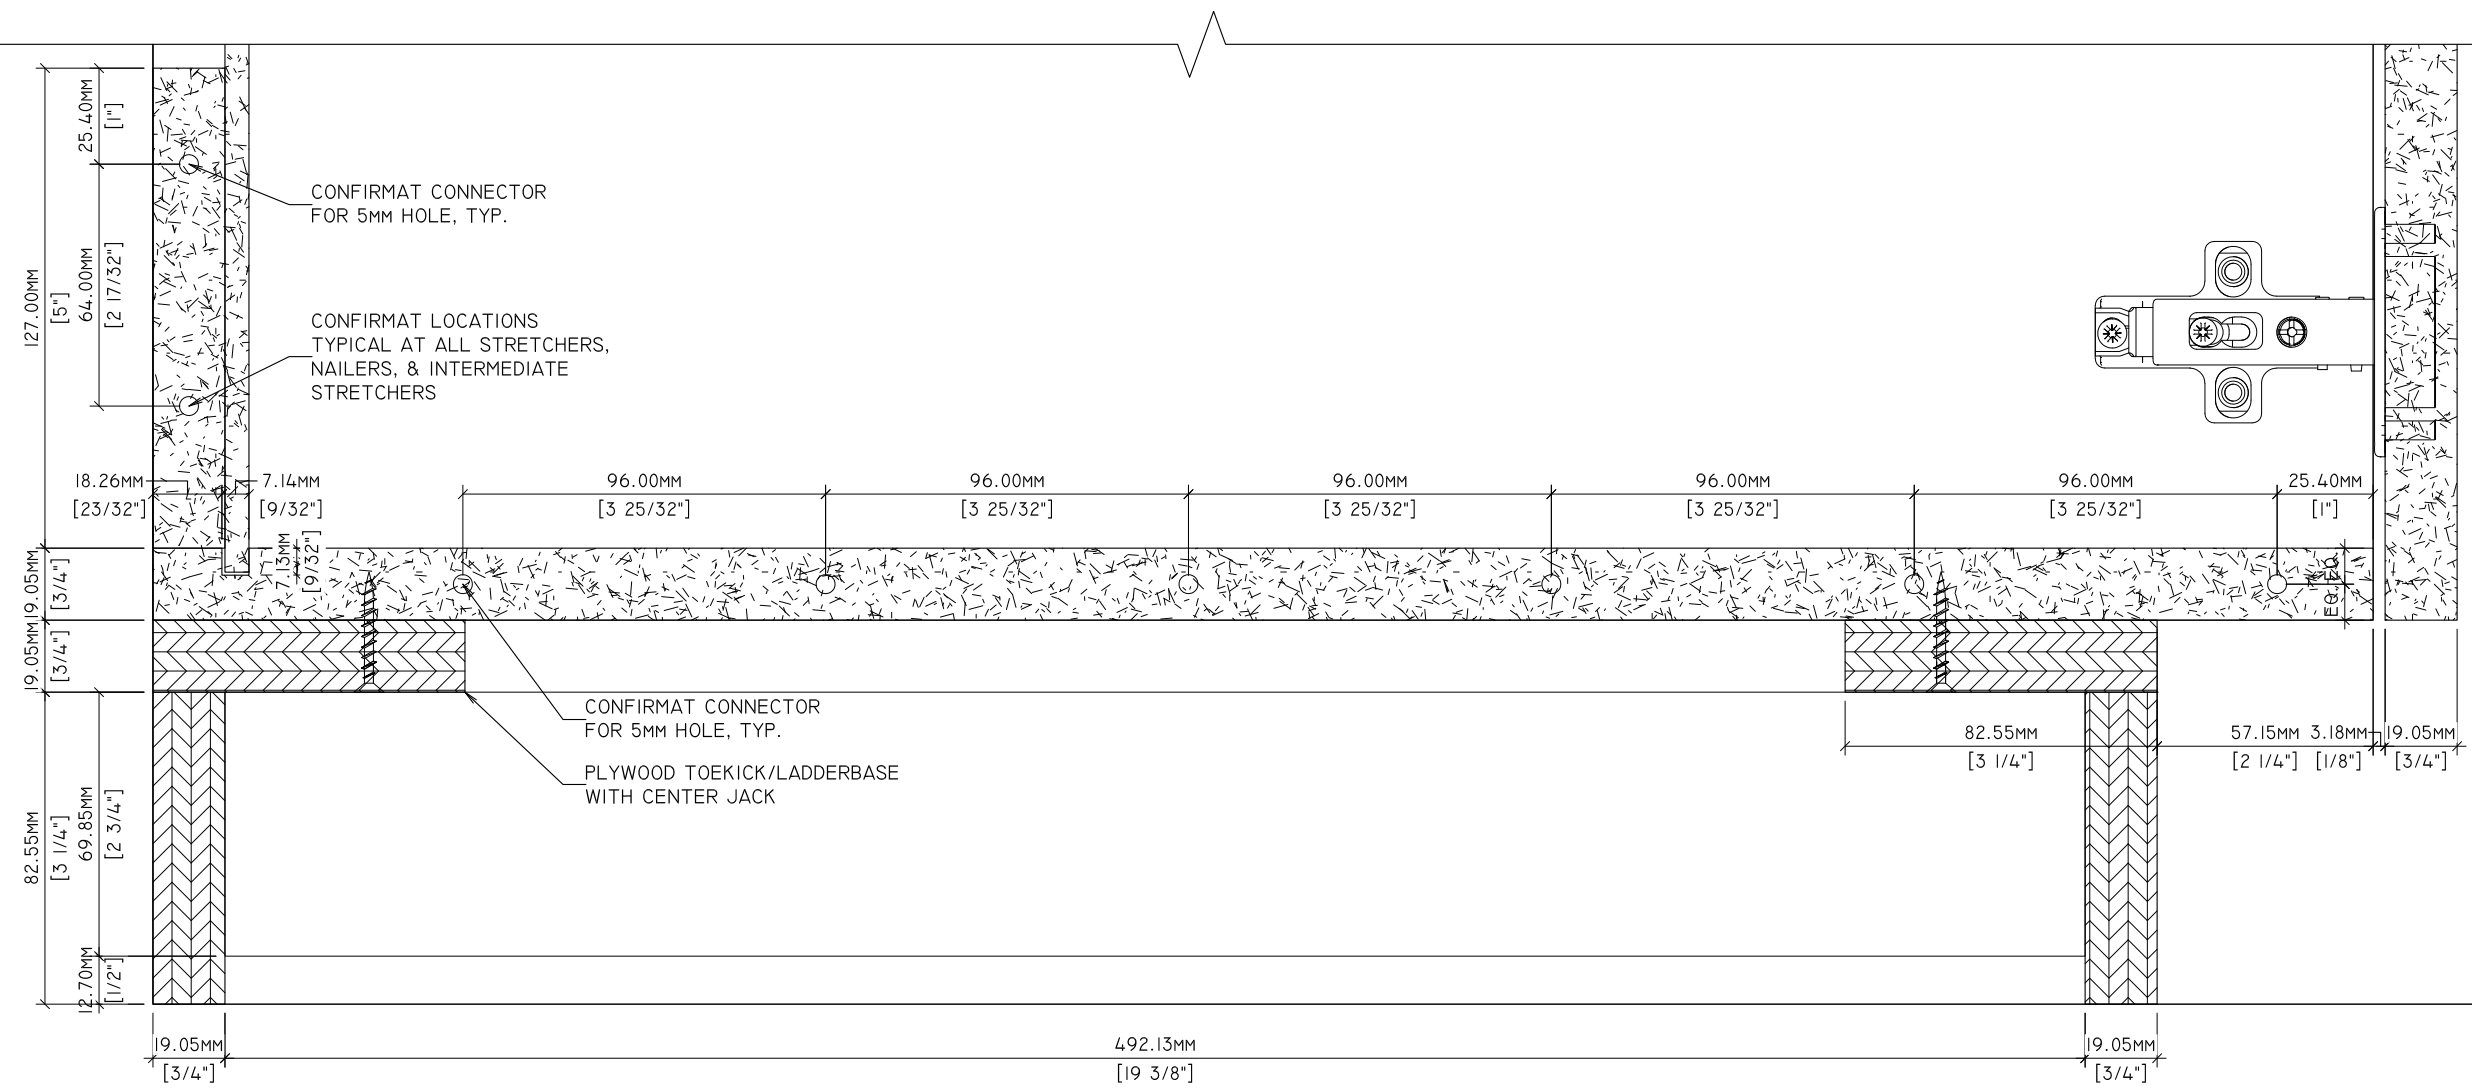 25.40MM
[1"]
64.00MM
[2 17/32"]
127.00MM
[5"]
CONFIRMAT CONNECTOR
FOR 5MM HOLE, TYP.
CONFIRMAT LOCATIONS
TYPICAL AT ALL STRETCHERS,
NAILERS, & INTERMEDIATE
STRETCHERS
18.26MM
[23/32"]
7.14MM
[9/32"]
96.00MM
[3 25/32"]
96.00MM
[3 25/32"]
96.00MM
[3 25/32"]
96.00MM
[3 25/32"]
96.00MM
[3 25/32"]
25.40MM
[1"]
7.13MM
[9/32"]
EQ.
EQ.
19.05MM
[3/4"]
19.05MM
[3/4"]
CONFIRMAT CONNECTOR
FOR 5MM HOLE, TYP.
PLYWOOD TOEKICK/LADDERBASE
WITH CENTER JACK
82.55MM
[3 1/4"]
57.15MM
[2 1/4"]
3.18MM
[1/8"]
19.05MM
[3/4"]
82.55MM
[3 1/4"]
69.85MM
[2 3/4"]
12.70MM
[1/2"]
19.05MM
[3/4"]
492.13MM
[19 3/8"]
19.05MM
[3/4"]